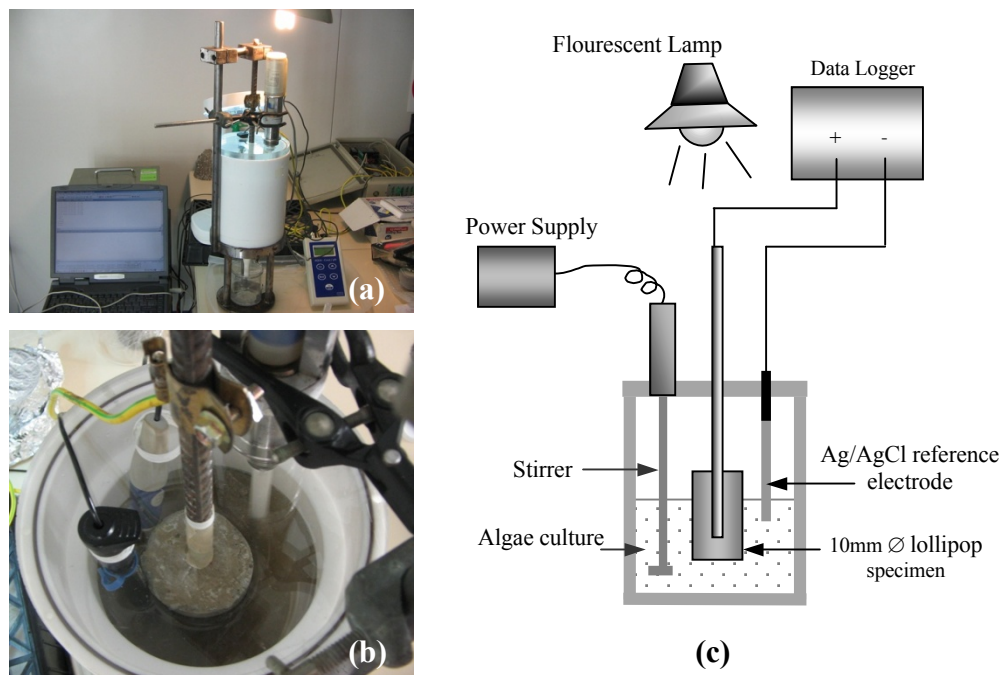 (a)
(b)
Flourescent Lamp
Data Logger
+ -
Power Supply
Stirrer
Ag/AgCl reference
electrode
Algae culture
10mm Ø lollipop
specimen
(c)